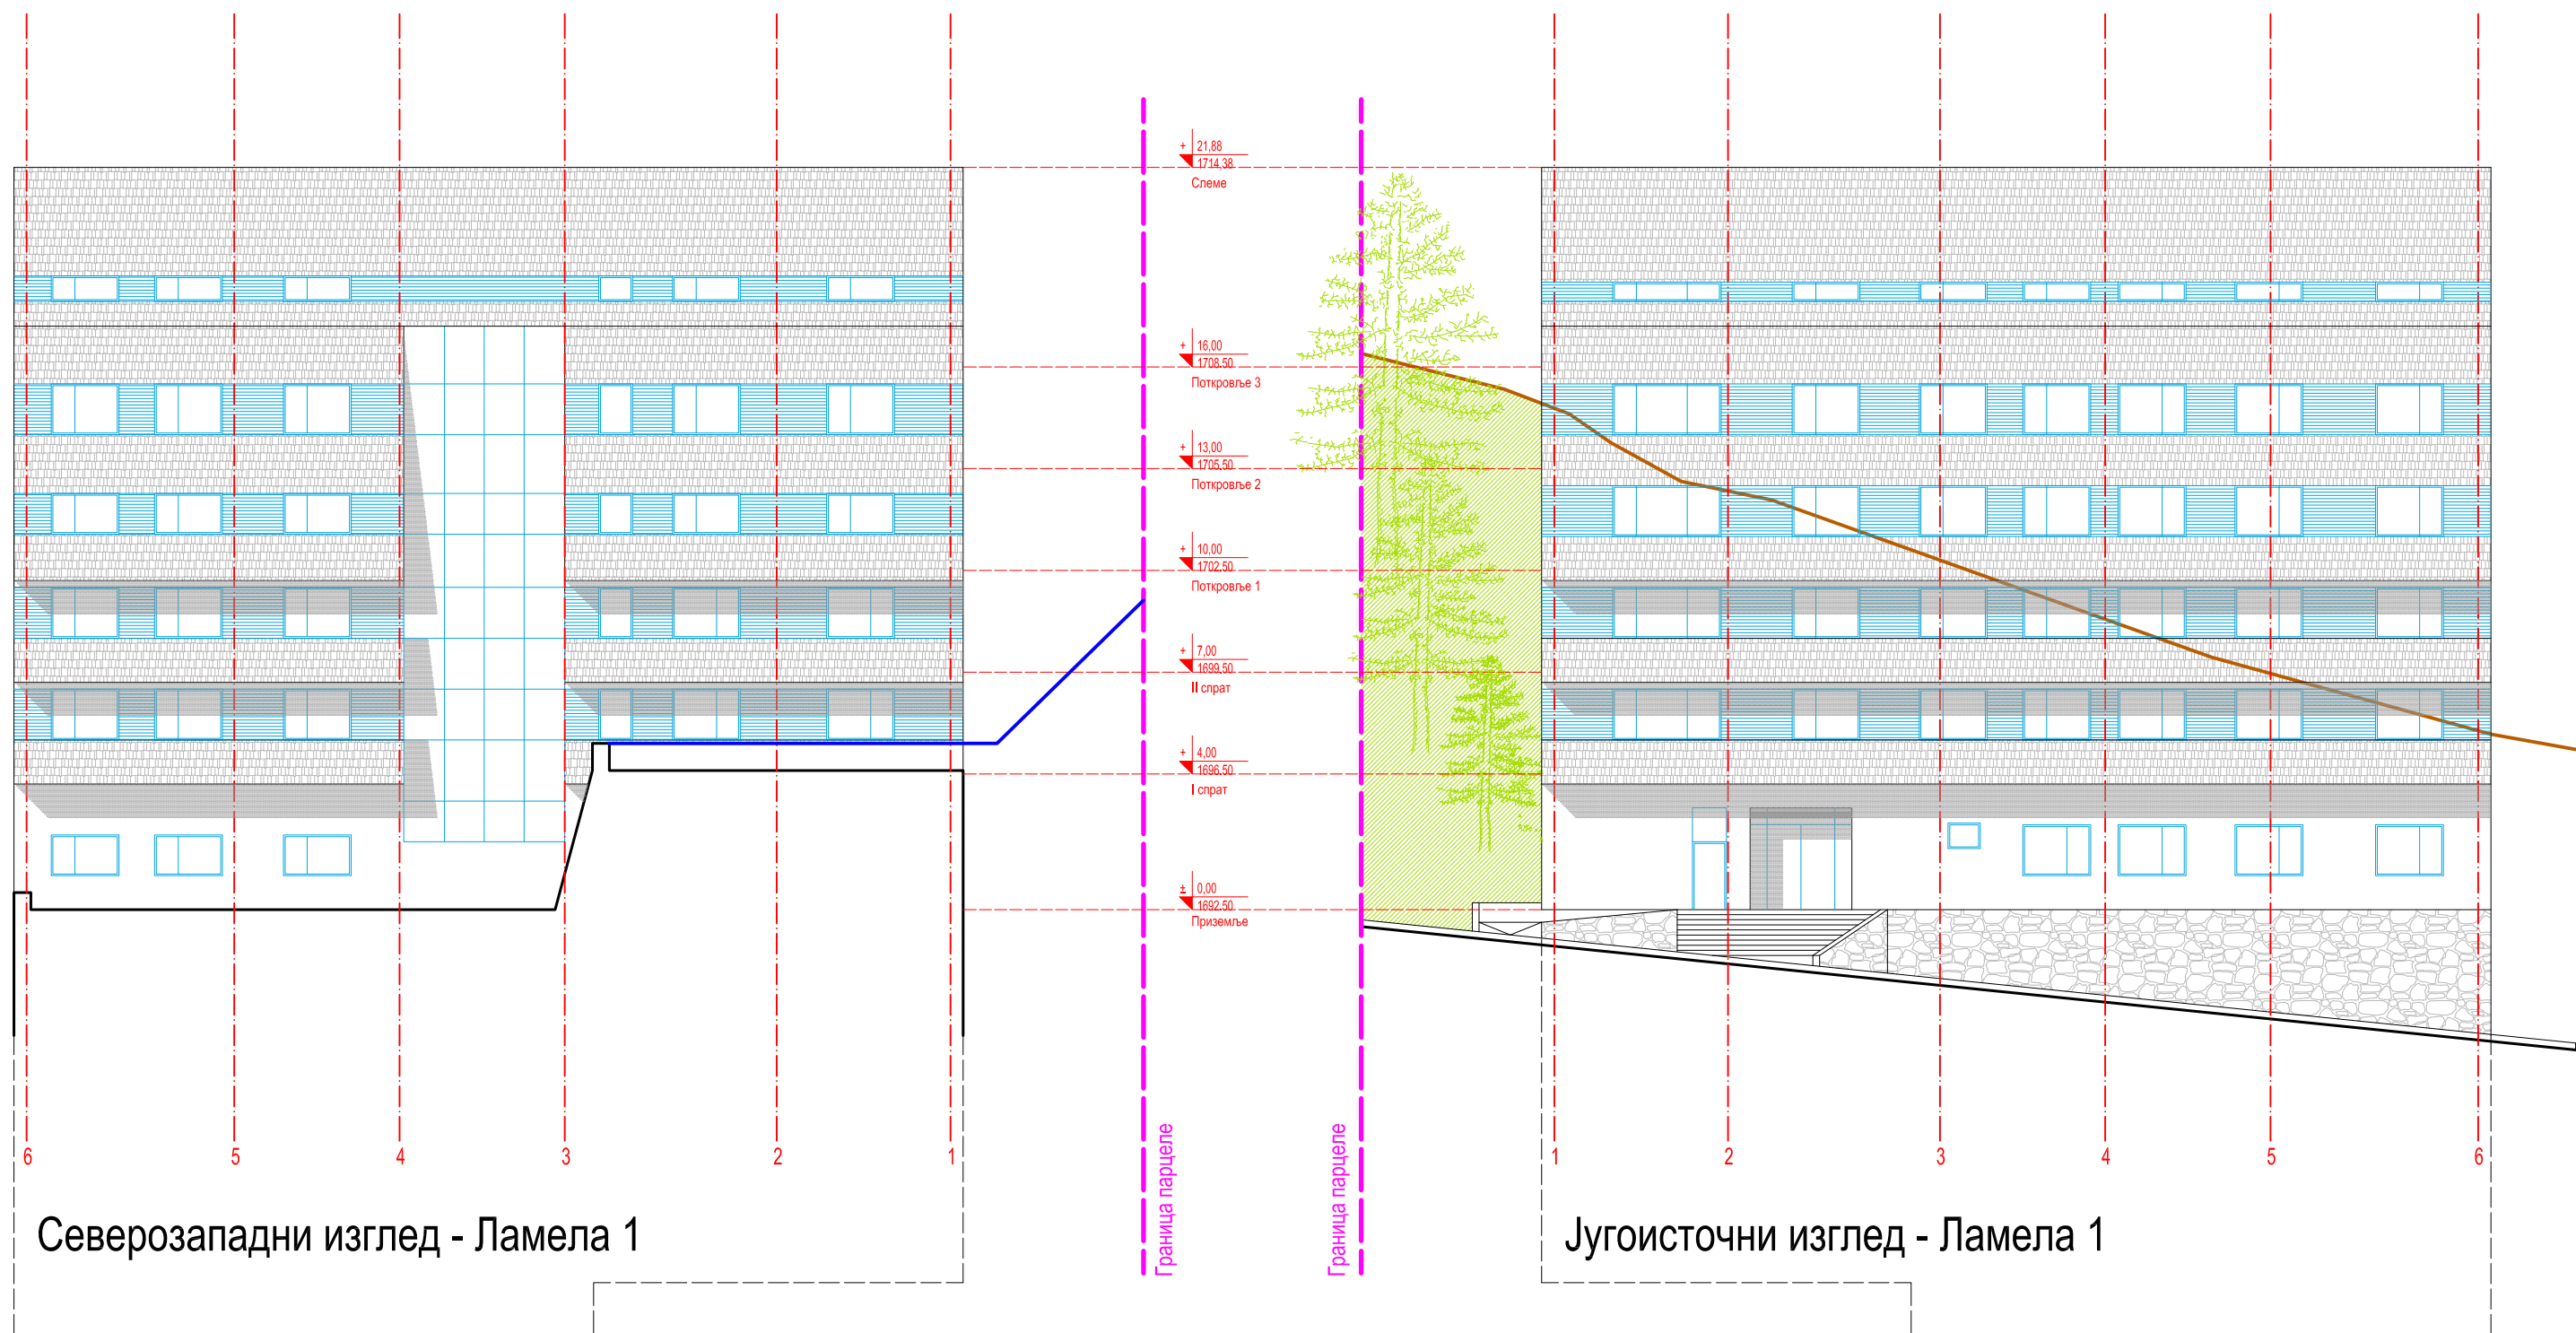 + 21,88
1714,38
Слеме
+ 16,00
1708,50
Поткровље 3
+ 13,00
1705,50
Поткровље 2
+ 10,00
1702,50
Поткровље 1
+ 7,00
1699,50
II спрат
+ 4,00
1696,50
I спрат
± 0,00
1692,50
Приземље
6 5 4 3 2 1
Граница парцеле
Граница парцеле
1 2 3 4 5 6
Северозападни изглед - Ламела 1
Југоисточни изглед - Ламела 1